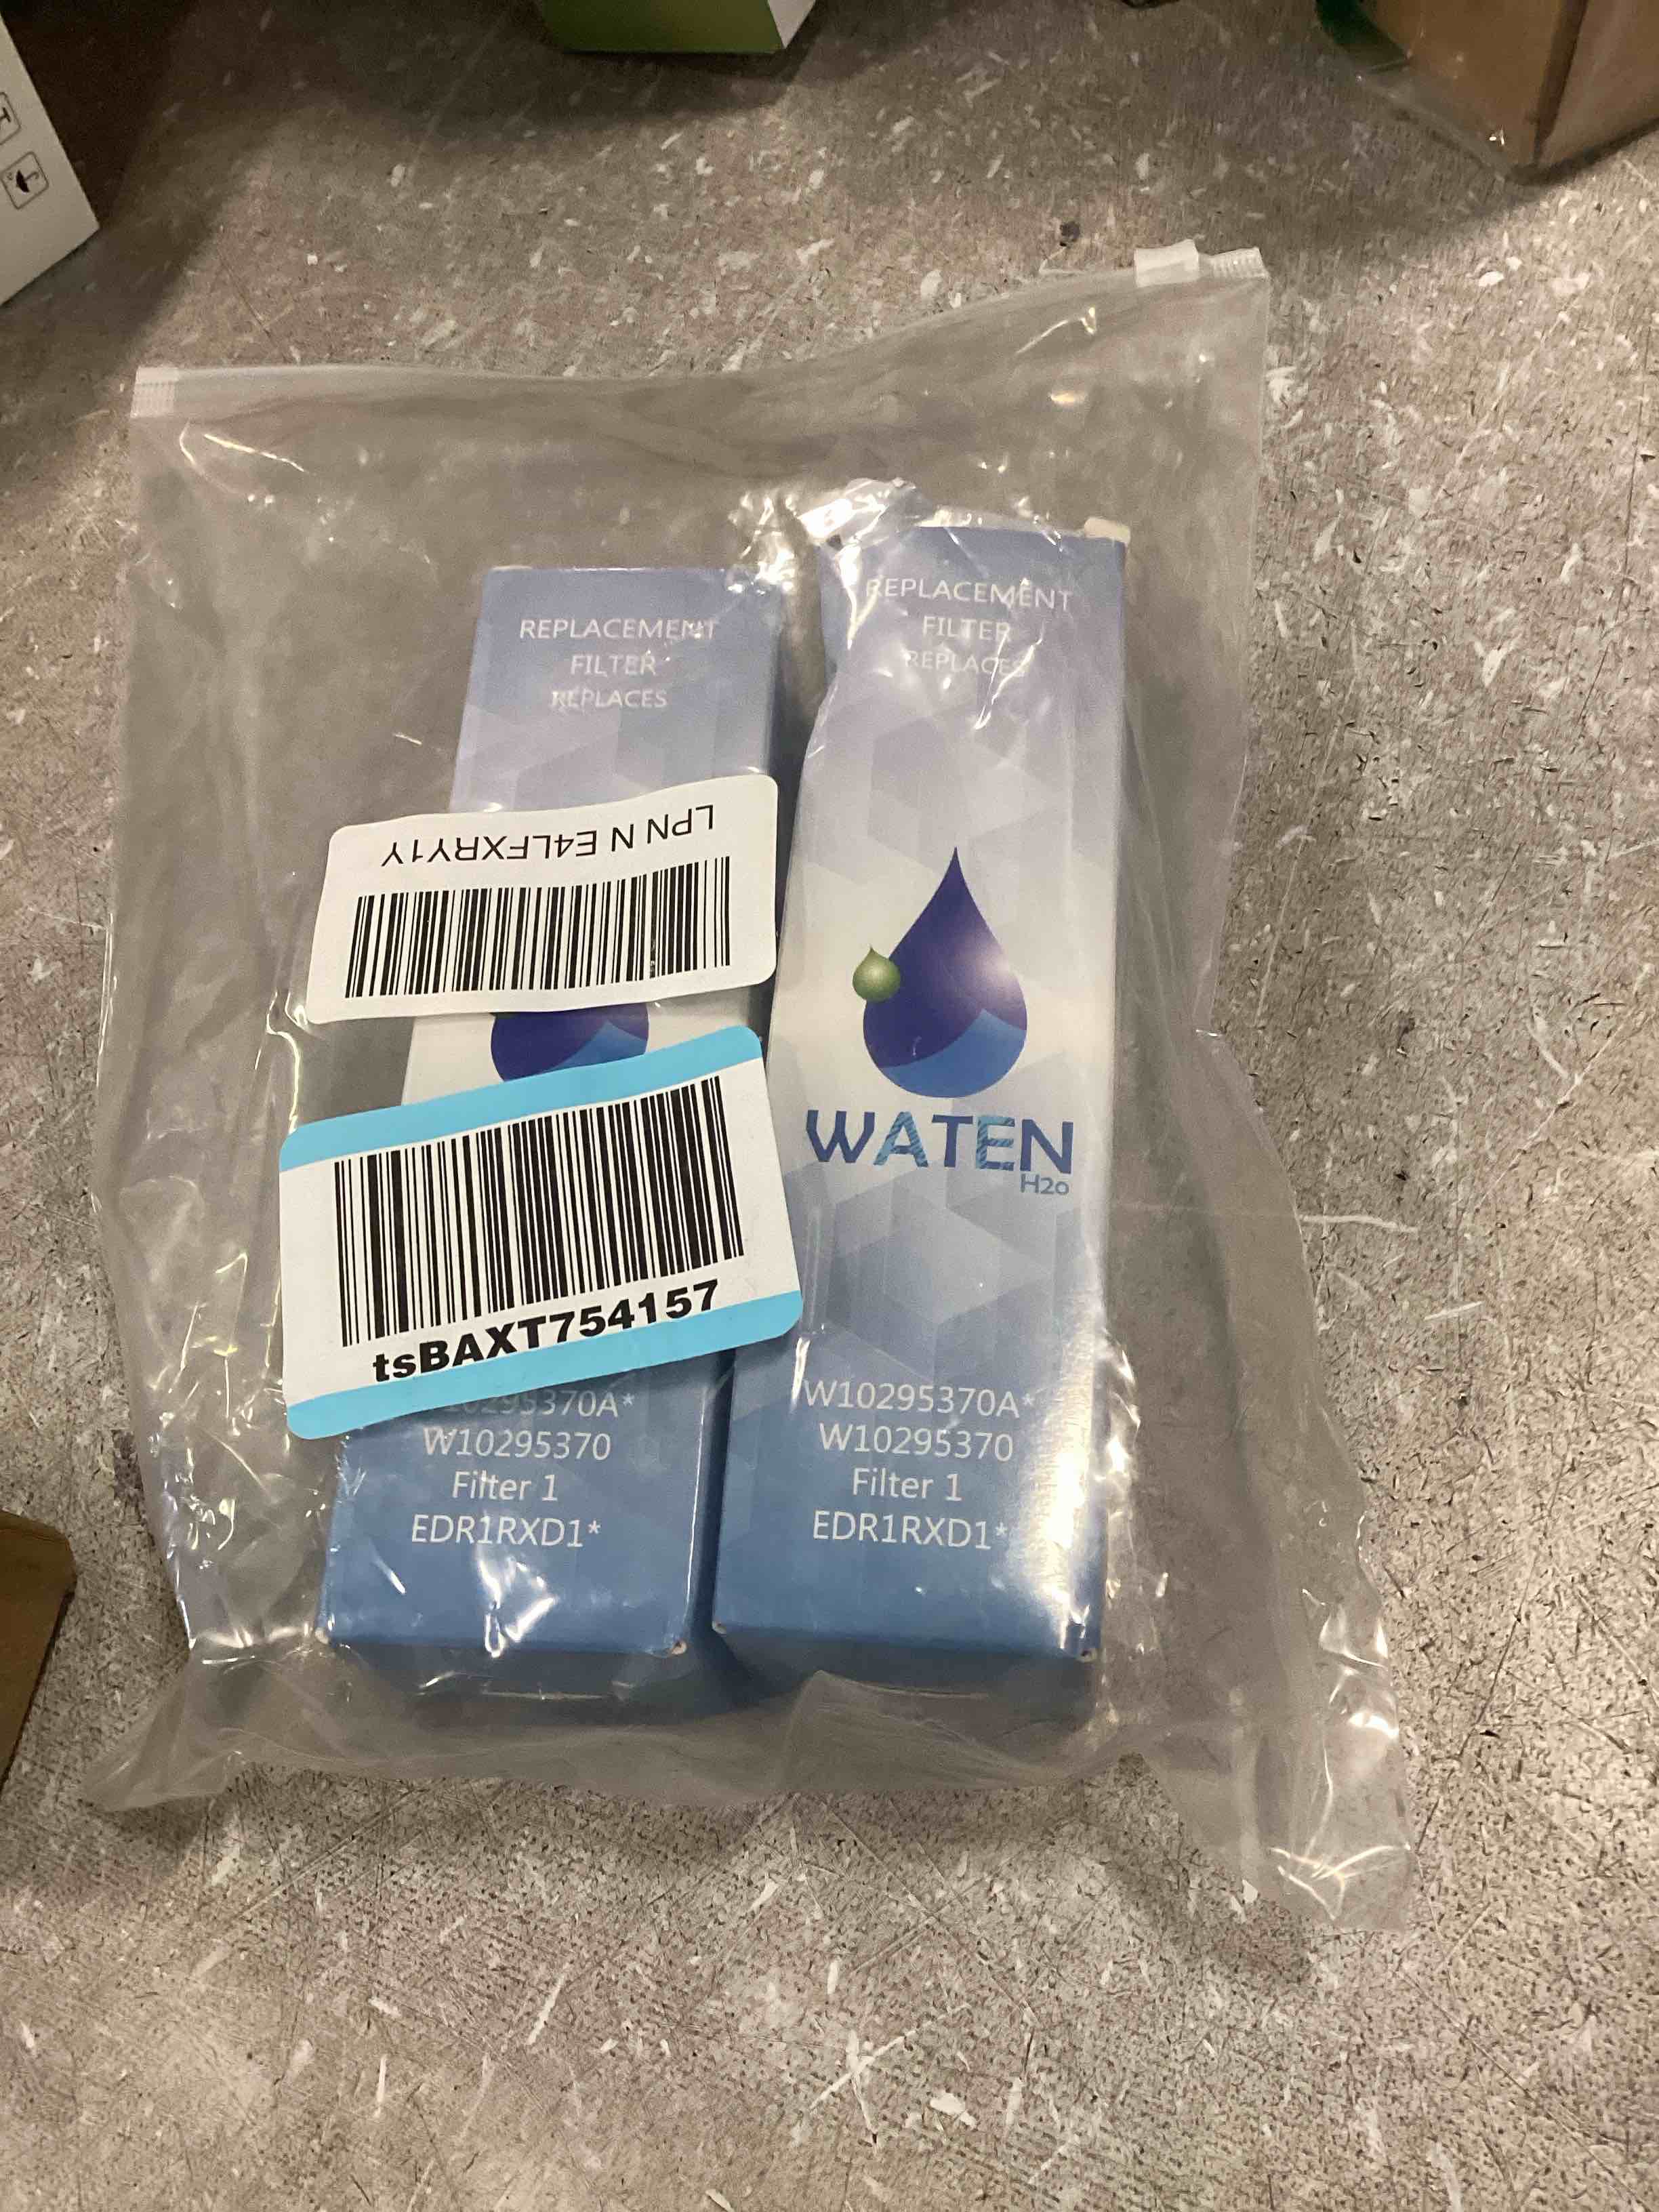 REPLACEMENT
FILTER
REPLACES
LPN N E4LFXRY1Y
tsBAXT754157
W10295370
Filter 1
EDR1RXD1*
REPLACEMENT
FILTER
REPLACES
WATEN
H2o
W10295370A*
W10295370
Filter 1
EDR1RXD1*